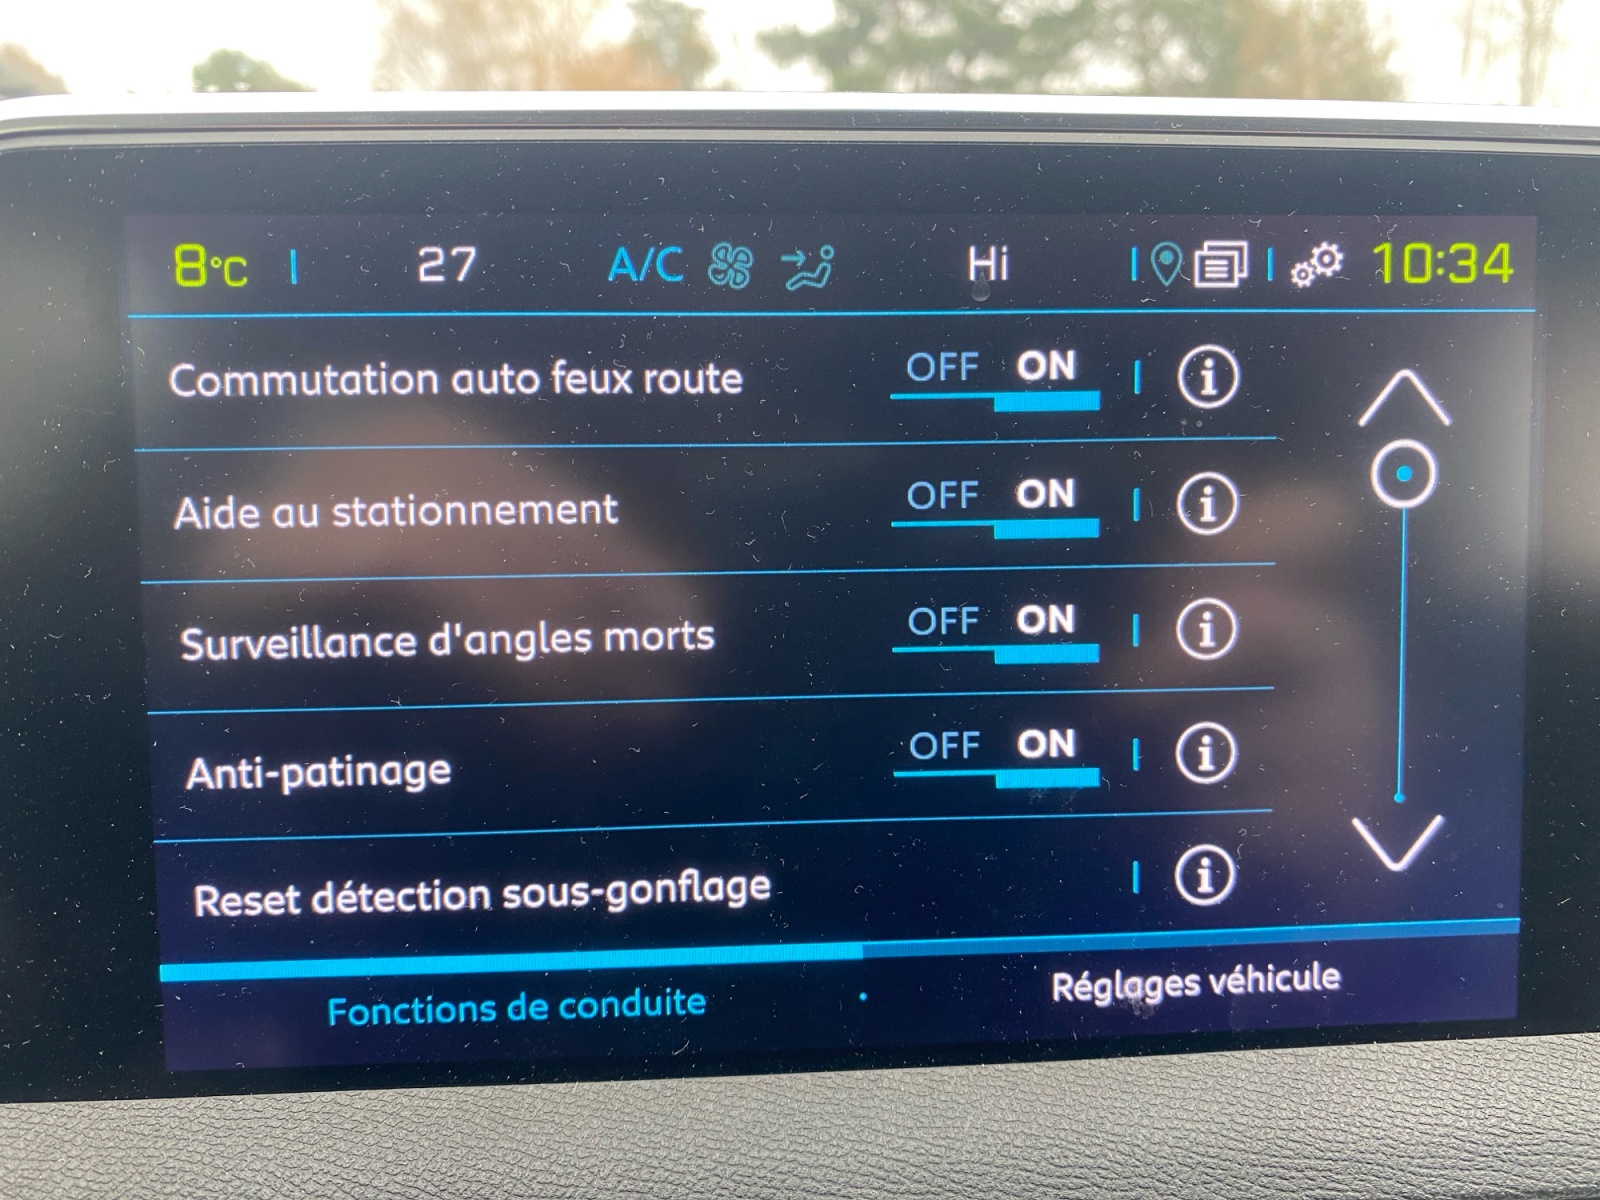 8°C 27 A/C Hi 10:34
Commutation auto feux route OFF ON i
Aide au stationnement OFF ON i
Surveillance d'angles morts OFF ON i
Anti-patinage OFF ON i
Reset détection sous-gonflage i
Fonctions de conduite Réglages véhicule